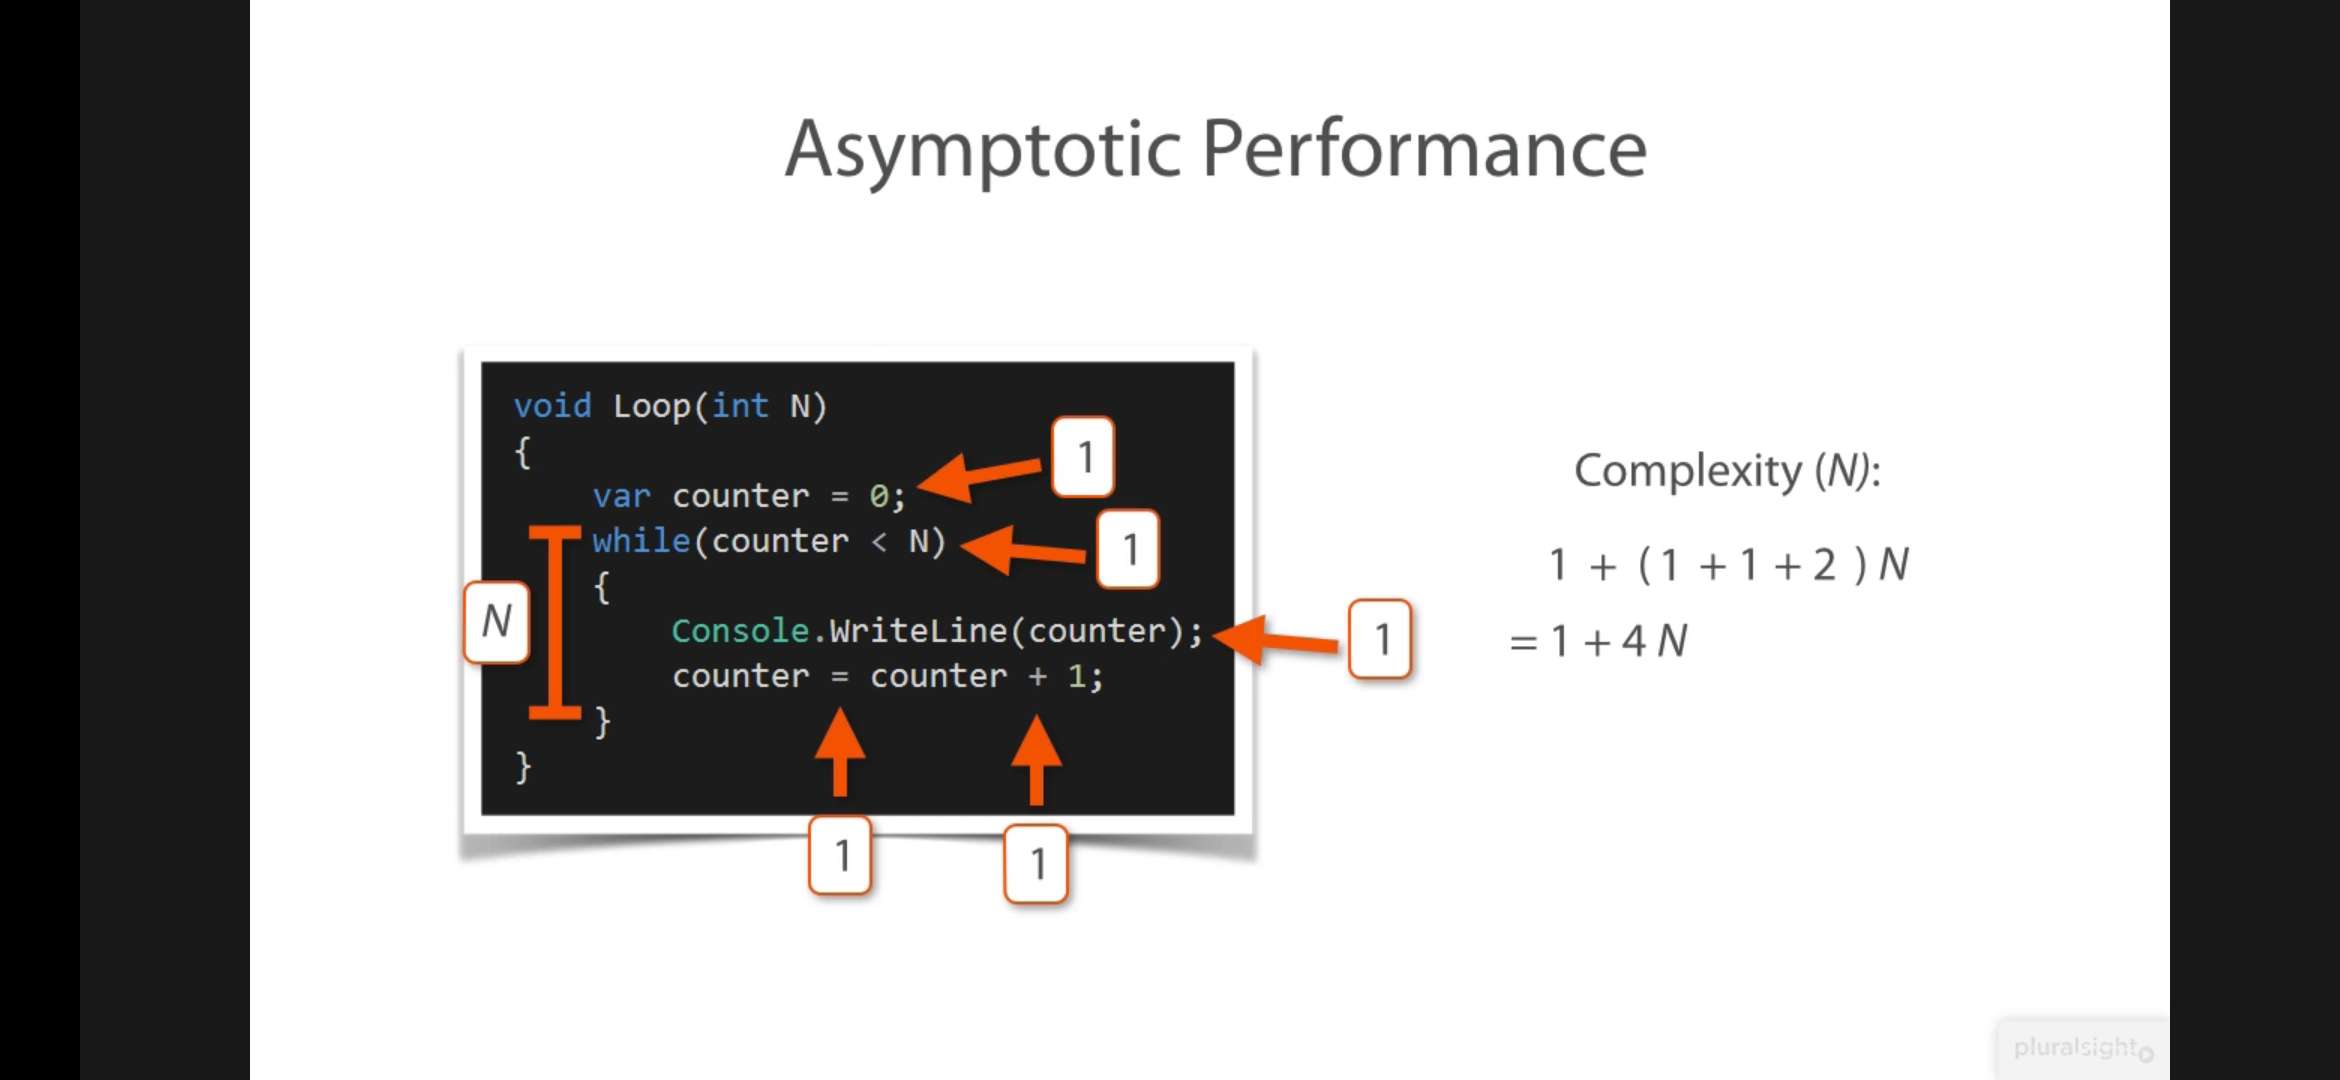 Asymptotic Performance
void Loop(int N)
{
var counter = 0;
1
while(counter < N)
1
{
N
Console.WriteLine(counter);
1
counter = counter + 1;
}
}
1
1
Complexity (N):
1 + (1 + 1 + 2 ) N
= 1 + 4 N
pluralsight